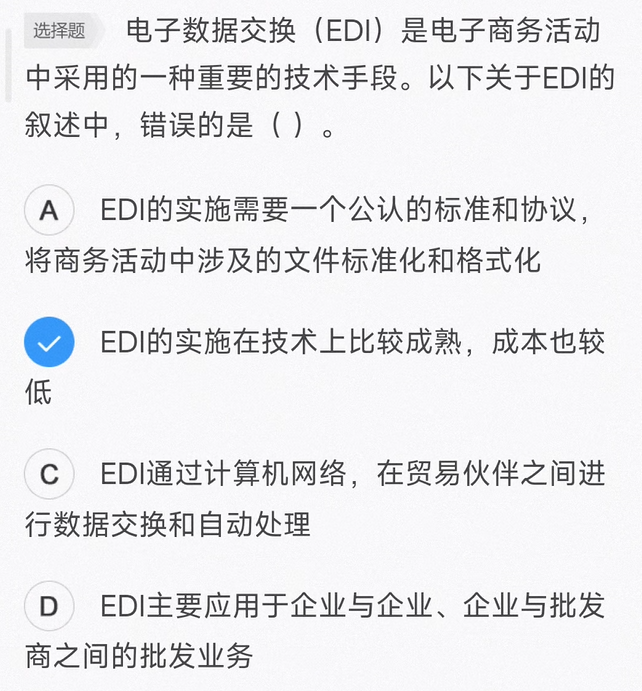 选择题 电子数据交换（EDI）是电子商务活动
中采用的一种重要的技术手段。以下关于EDI的
叙述中，错误的是（ ）。
A EDI的实施需要一个公认的标准和协议，
将商务活动中涉及的文件标准化和格式化
EDI的实施在技术上比较成熟，成本也较
低
C EDI通过计算机网络，在贸易伙伴之间进
行数据交换和自动处理
D EDI主要应用于企业与企业、企业与批发
商之间的批发业务